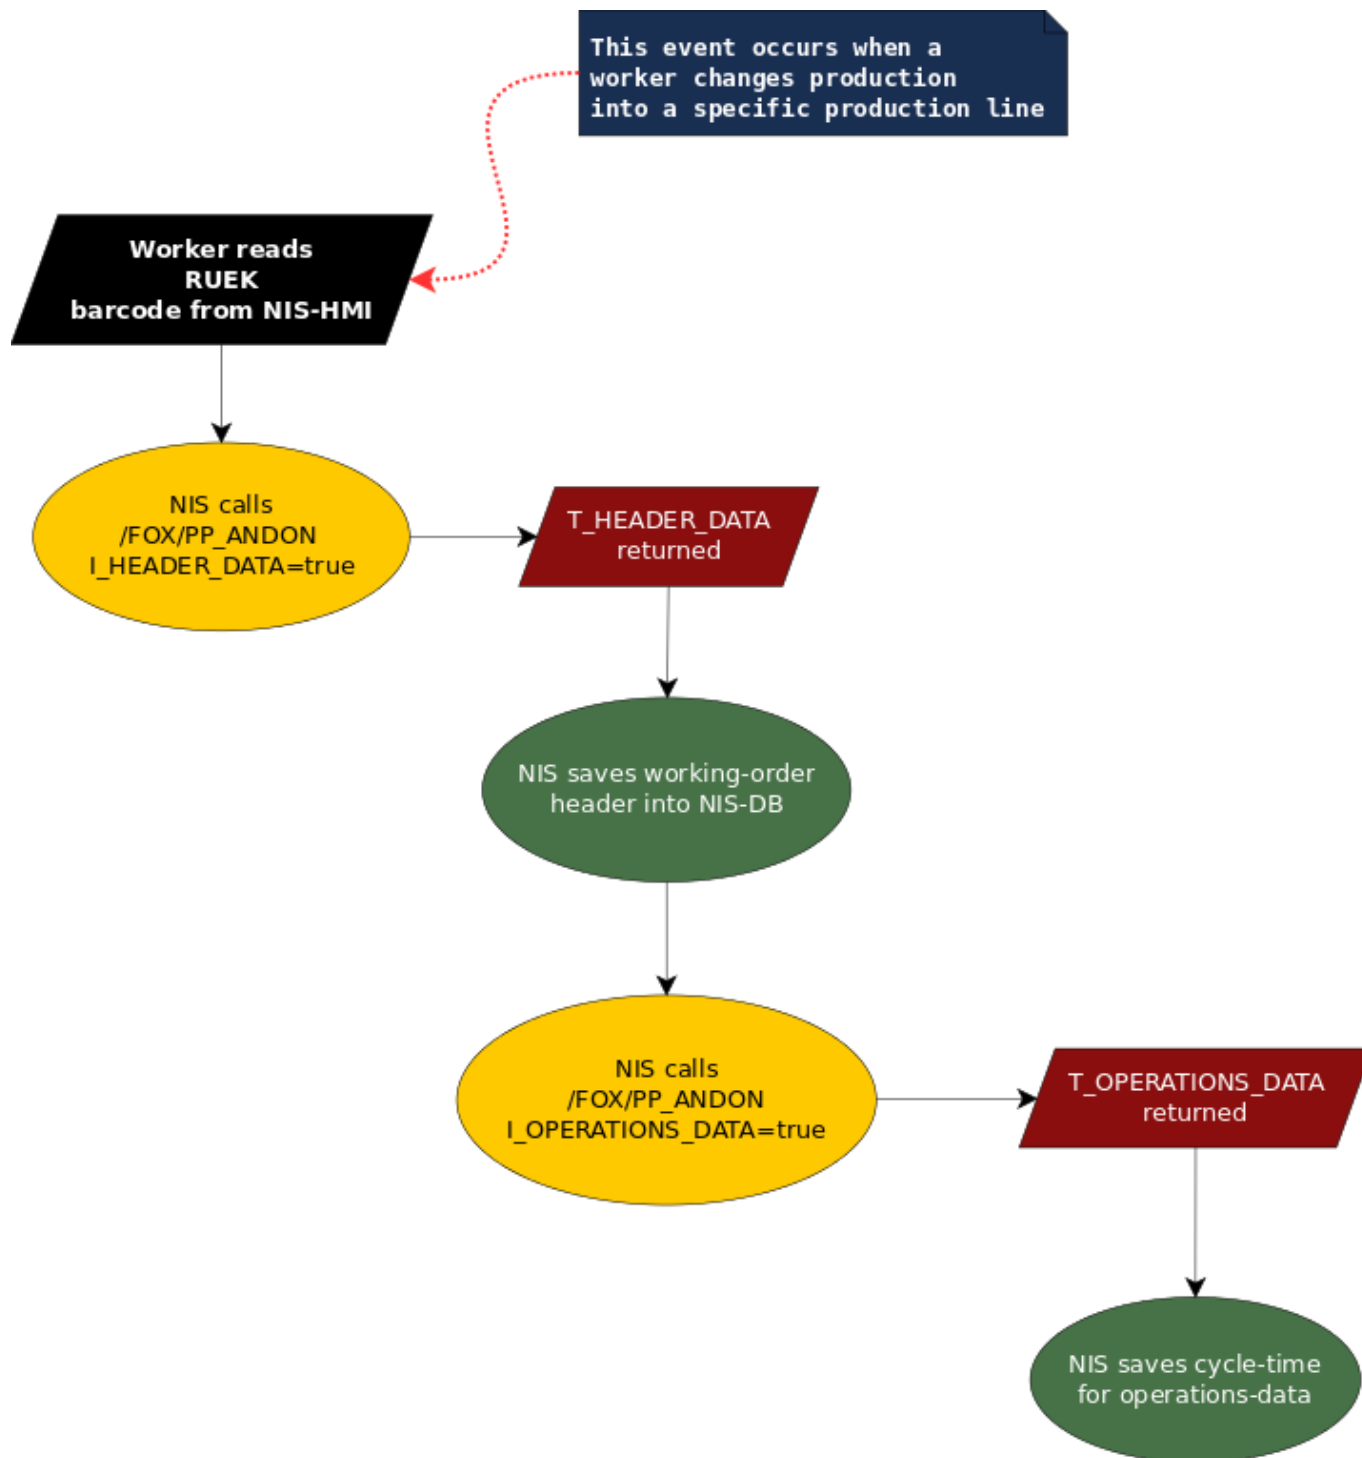 This event occurs when a
worker changes production
into a specific production line
Worker reads
RUEK
barcode from NIS-HMI
NIS calls
/FOX/PP_ANDON
I_HEADER_DATA=true
T_HEADER_DATA
returned
NIS saves working-order
header into NIS-DB
NIS calls
/FOX/PP_ANDON
I_OPERATIONS_DATA=true
T_OPERATIONS_DATA
returned
NIS saves cycle-time
for operations-data